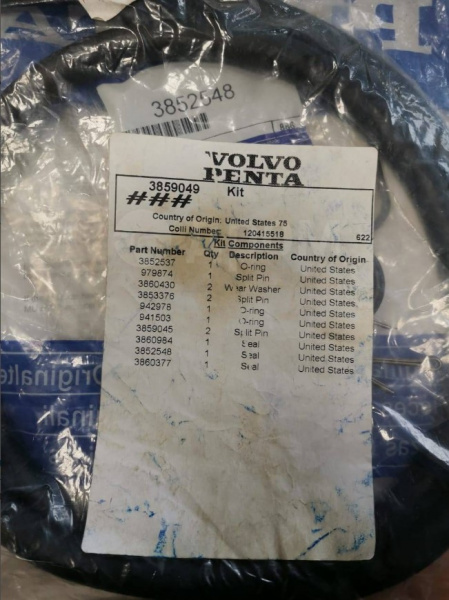 3852548
VOLVO
PENTA
3859049 Kit
###
Country of Origin: United States 75
Colli Number: 120415518 622
Kit Components
Part Number Qty Description Country of Origin
3852537 1 O-ring United States
979874 1 Split Pin United States
3860430 2 Wear Washer United States
3853376 2 Split Pin United States
942978 1 O-ring United States
941503 1 O-ring United States
3859045 2 Split Pin United States
3860984 1 Seal United States
3852548 1 Seal United States
3860377 1 Seal United States
Originalte